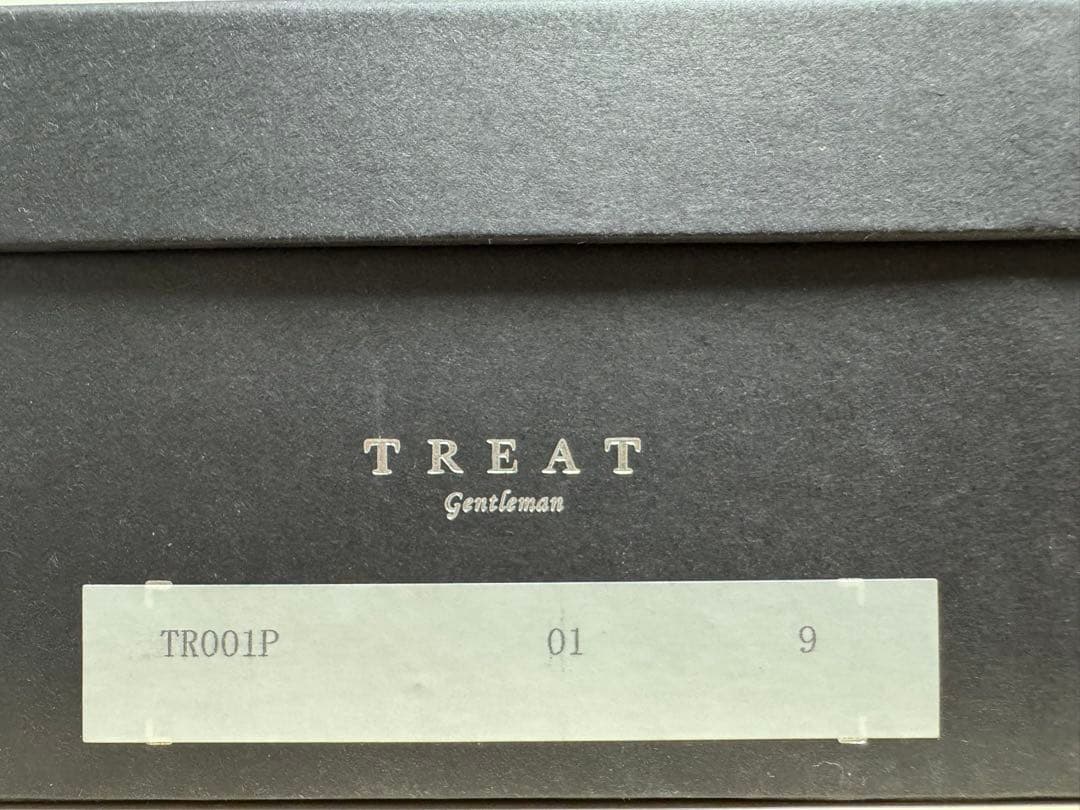 TREAT
Gentleman
TR001P 01 9